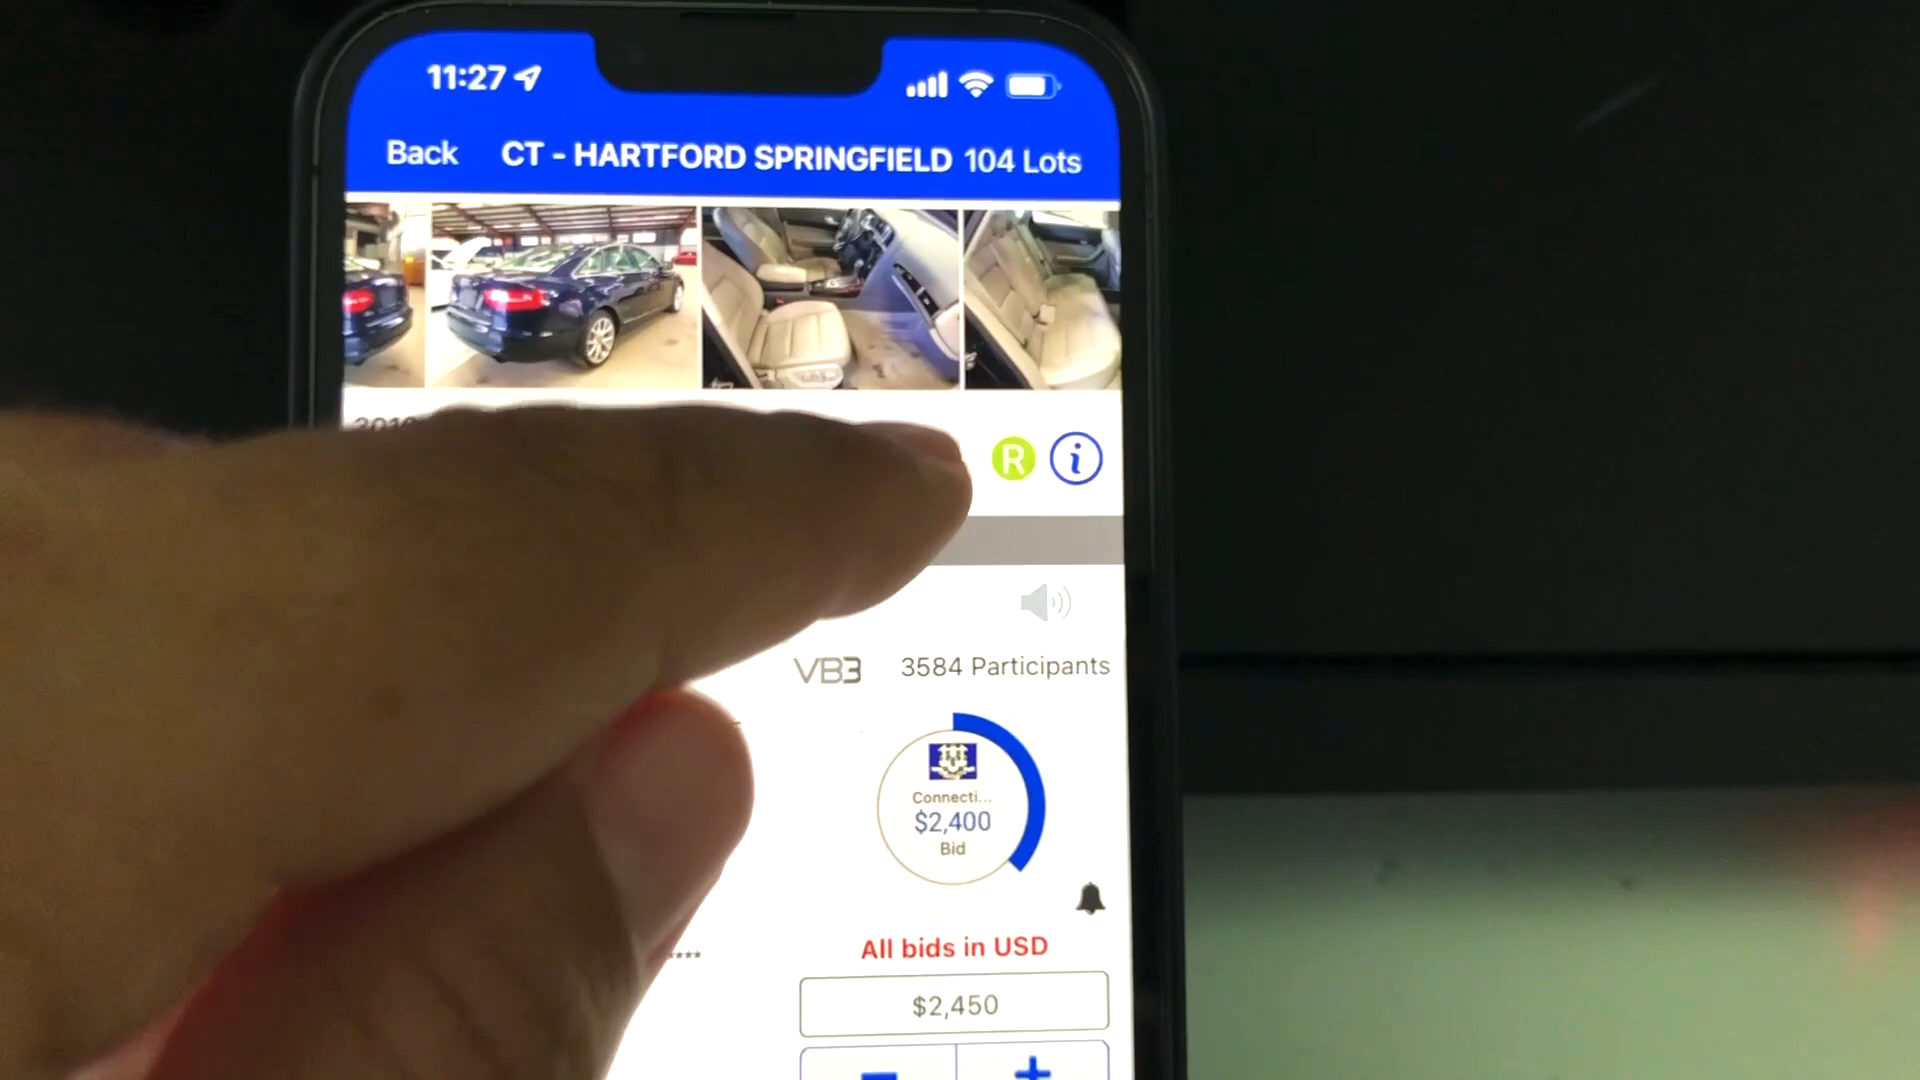 11:27
Back CT - HARTFORD SPRINGFIELD 104 Lots
R i
VB3 3584 Participants
Connecti...
$2,400
Bid
All bids in USD
****
$2,450
- +